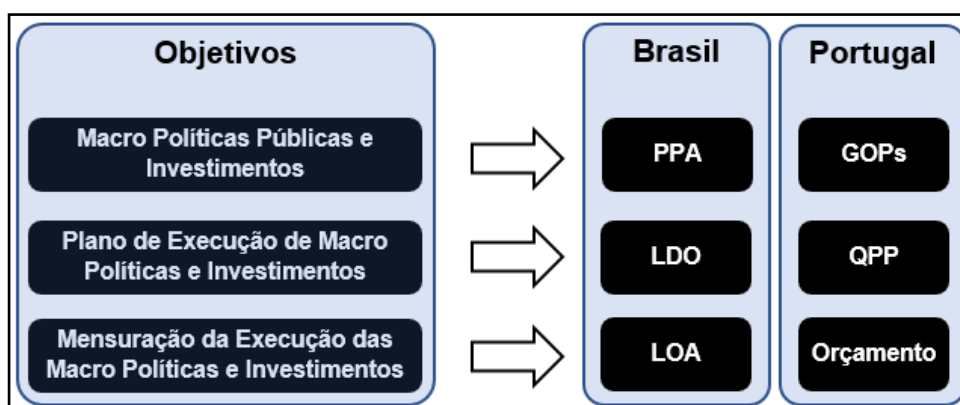 Objetivos
Brasil
Portugal
Macro Políticas Públicas e
Investimentos
PPA
GOPs
Plano de Execução de Macro
Políticas e Investimentos
LDO
QPP
Mensuração da Execução das
Macro Políticas e Investimentos
LOA
Orçamento